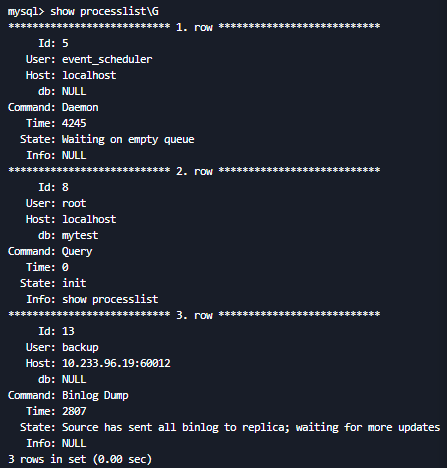 mysql> show processlist\G
*************************** 1. row ***************************
     Id: 5
   User: event_scheduler
   Host: localhost
     db: NULL
Command: Daemon
   Time: 4245
  State: Waiting on empty queue
   Info: NULL
*************************** 2. row ***************************
     Id: 8
   User: root
   Host: localhost
     db: mytest
Command: Query
   Time: 0
  State: init
   Info: show processlist
*************************** 3. row ***************************
     Id: 13
   User: backup
   Host: 10.233.96.19:60012
     db: NULL
Command: Binlog Dump
   Time: 2807
  State: Source has sent all binlog to replica; waiting for more updates
   Info: NULL
3 rows in set (0.00 sec)